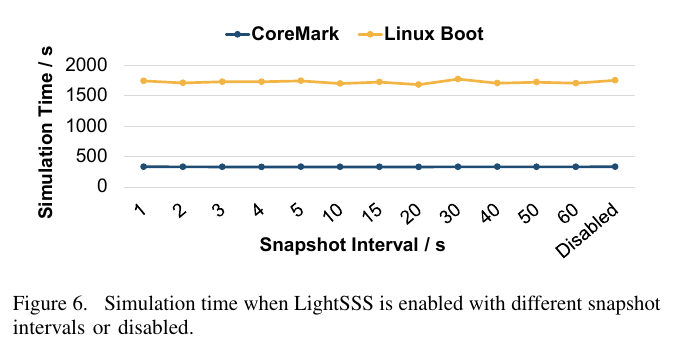 CoreMark Linux Boot
Simulation Time / s
2000
1500
1000
500
0
1 2 3 4 5 10 15 20 30 40 50 60 Disabled
Snapshot Interval / s
Figure 6. Simulation time when LightSSS is enabled with different snapshot
intervals or disabled.